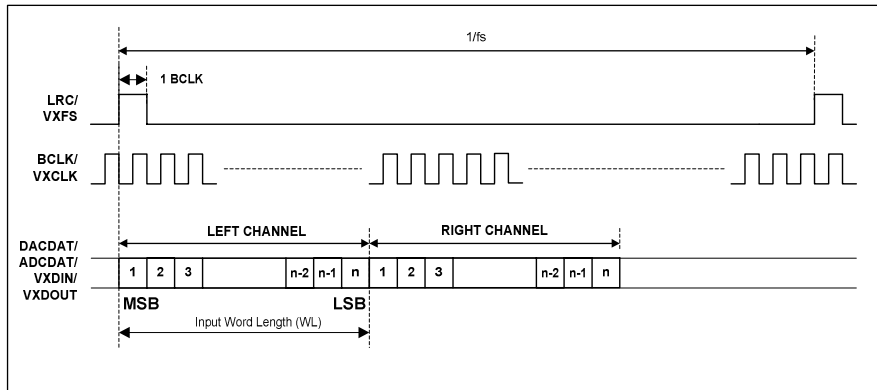 1/fs
1 BCLK
LRC/
VXFS
BCLK/
VXCLK
LEFT CHANNEL
RIGHT CHANNEL
DACDAT/
ADCDAT/
VXDIN/
VXDOUT
1 2 3 n-2 n-1 n 1 2 3 n-2 n-1 n
MSB
LSB
Input Word Length (WL)